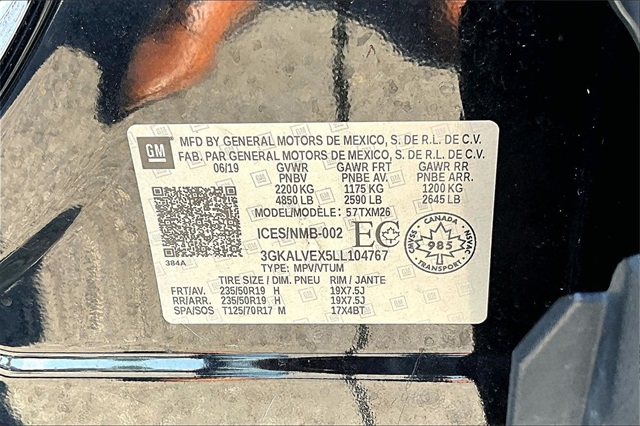 GM
MFD BY GENERAL MOTORS DE MEXICO, S. DE R.L. DE C.V.
FAB. PAR GENERAL MOTORS DE MEXICO, S. DE R.L. DE C.V.
06/19 GVWR GAWR FRT GAWR RR
PNBV PNBE AV. PNBE ARR.
2200 KG 1175 KG 1200 KG
4850 LB 2590 LB 2645 LB
MODEL/MODELE: 57TXM26
ICES/NMB-002 EC
CANADA
CMVSS 985 NSVAC
TRANSPORT
3GKALVEX5LL104767
384A
TYPE: MPV/VTUM
TIRE SIZE / DIM. PNEU RIM / JANTE
FRT/AV. 235/50R19 H 19X7.5J
RR/ARR. 235/50R19 H 19X7.5J
SPA/SOS T125/70R17 M 17X4BT